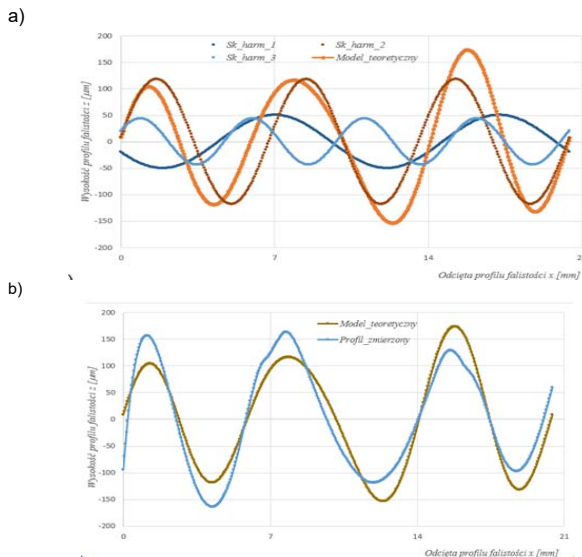 a)
Sk_harm_1 Sk_harm_2
Sk_harm_3 Model_teoretyczny
Wysokość profilu falistości z [µm]
200
150
100
50
0
-50
-100
-150
-200
0 7 14 2
Odcięta profilu falistości x [mm]
b)
Model_teoretyczny
Profil_zmierzony
Wysokość profilu falistości z [µm]
200
150
100
50
0
-50
-100
-150
-200
0 7 14 21
Odcięta profilu falistości x [mm]